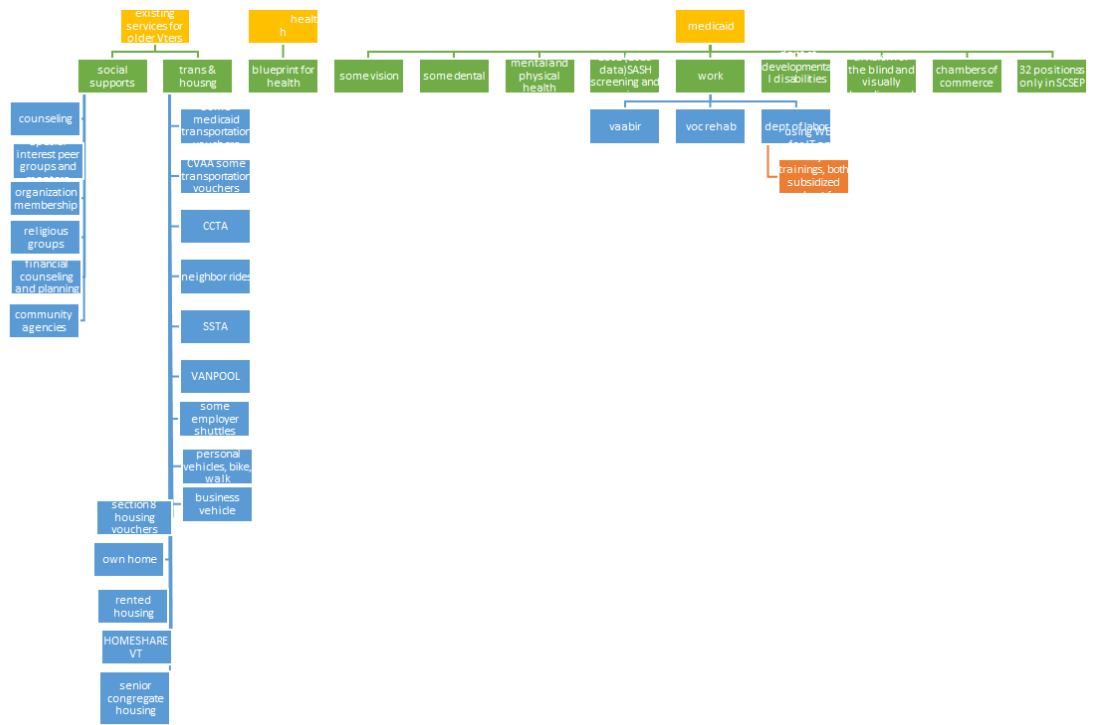 existing
services for
older Vters
healt
h
medicaid
social
supports
trans &
housng
blueprint for
health
some vision
some dental
mental and
physical
health
data)SASH
screening and
work
developmenta
l disabilities
the blind and
visually
chambers of
commerce
32 positionss
only in SCSEP
counseling
interest peer
groups and
organization
membership
religious
groups
financial
counseling
and planning
community
agencies
some
medicaid
transportation
vouchers
CVAA some
transportation
vouchers
CCTA
neighbor rides
SSTA
VANPOOL
some
employer
shuttles
personal
vehicles, bike,
walk
business
vehicle
section 8
housing
vouchers
own home
rented
housing
HOMESHARE
VT
senior
congregate
housing
vaabir
voc rehab
dept of labor
trainings, both
subsidized